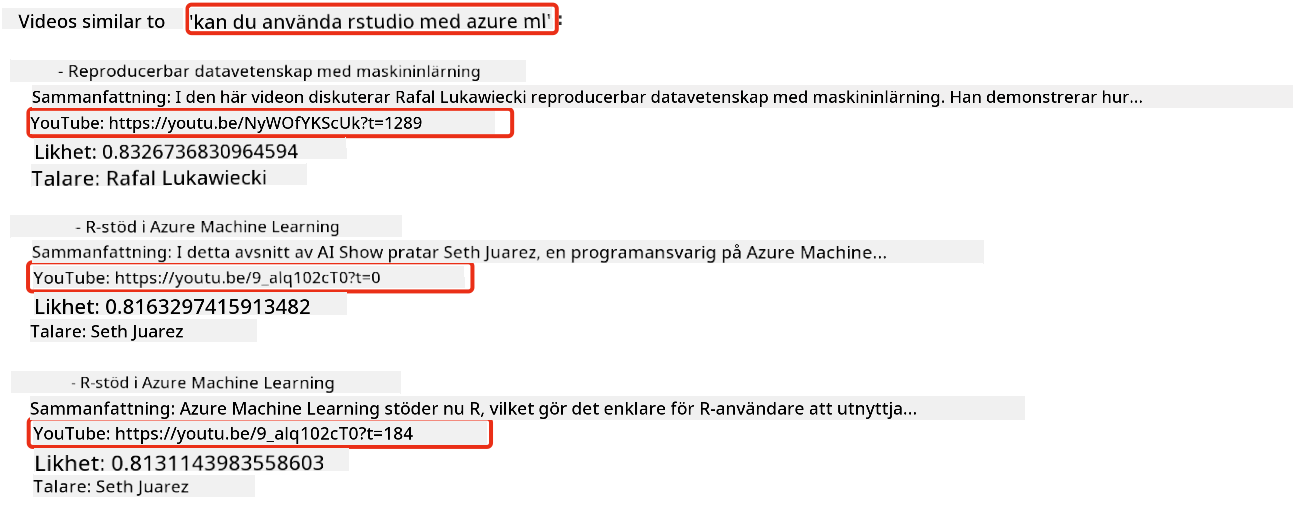 Videos similar to 'kan du använda rstudio med azure ml':
- Reproducerbar datavetenskap med maskininlärning
Sammanfattning: I den här videon diskuterar Rafal Lukawiecki reproducerbar datavetenskap med maskininlärning. Han demonstrerar hur...
YouTube: https://youtu.be/NyWOfYKScUk?t=1289
Likhet: 0.8326736830964594
Talare: Rafal Lukawiecki
- R-stöd i Azure Machine Learning
Sammanfattning: I detta avsnitt av AI Show pratar Seth Juarez, en programansvarig på Azure Machine...
YouTube: https://youtu.be/9_alq102cT0?t=0
Likhet: 0.8163297415913482
Talare: Seth Juarez
- R-stöd i Azure Machine Learning
Sammanfattning: Azure Machine Learning stöder nu R, vilket gör det enklare för R-användare att utnyttja...
YouTube: https://youtu.be/9_alq102cT0?t=184
Likhet: 0.8131143983558603
Talare: Seth Juarez